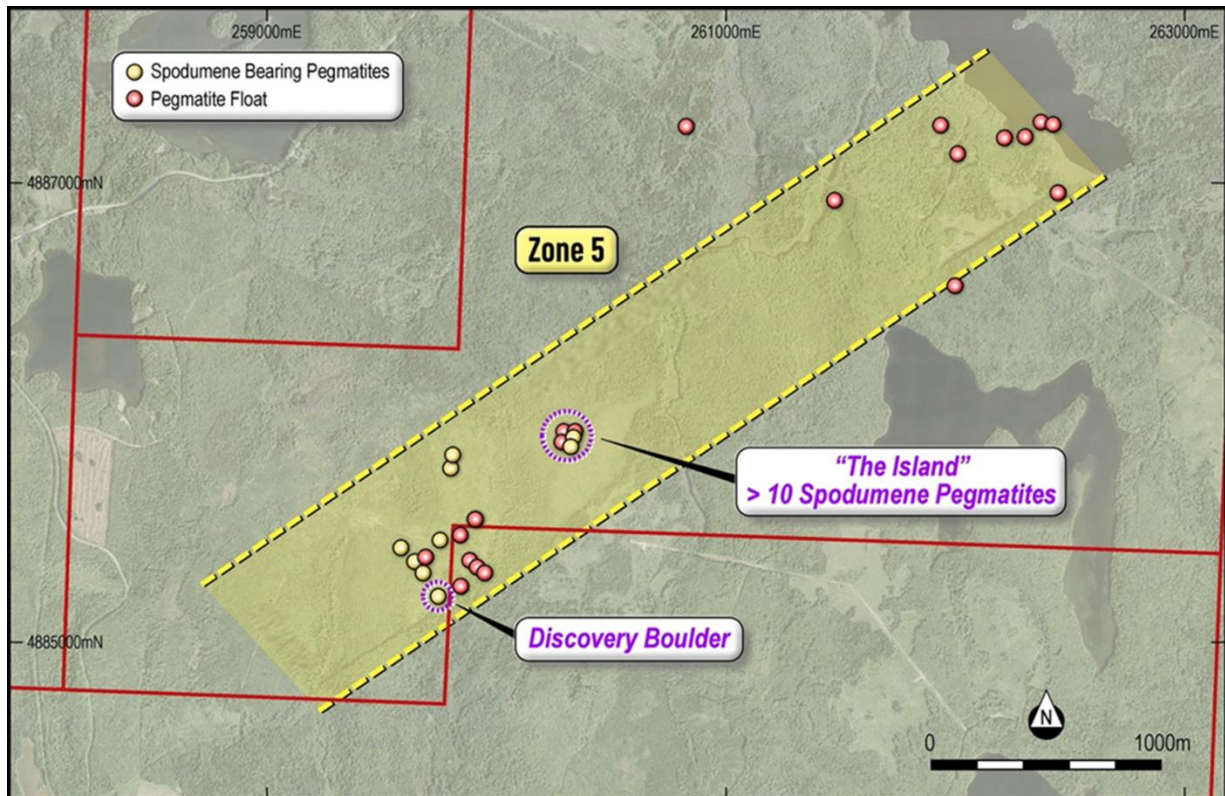 259000mE
261000mE
263000mE
Spodumene Bearing Pegmatites
Pegmatite Float
4887000mN
Zone 5
"The Island"
> 10 Spodumene Pegmatites
Discovery Boulder
4885000mN
N
0
1000m